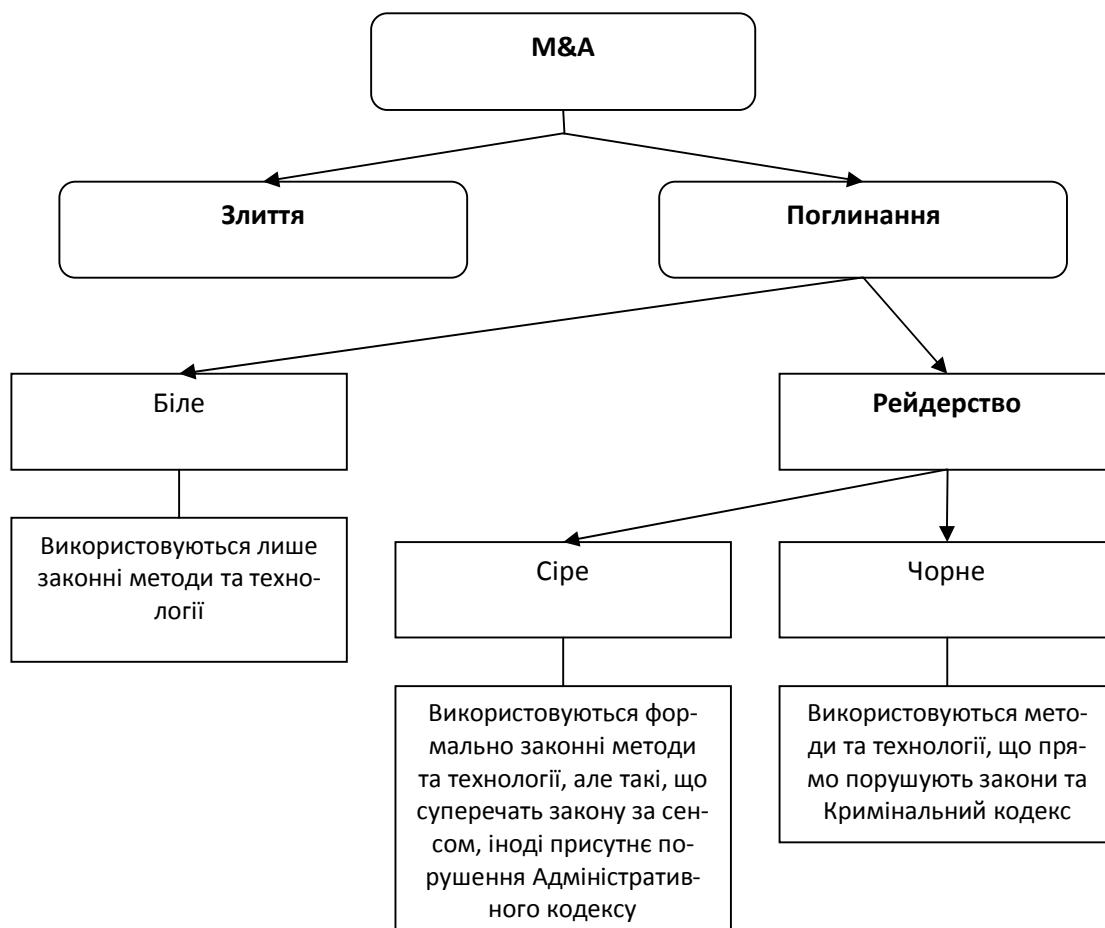 M&A
Злиття
Поглинання
Біле
Рейдерство
Використовуються лише
законні методи та техно-
логії
Сіре
Чорне
Використовуються фор-
мально законні методи
та технології, але такі, що
суперечать закону за сен-
сом, іноді присутнє по-
рушення Адміністратив-
ного кодексу
Використовуються мето-
ди та технології, що пря-
мо порушують закони та
Кримінальний кодекс